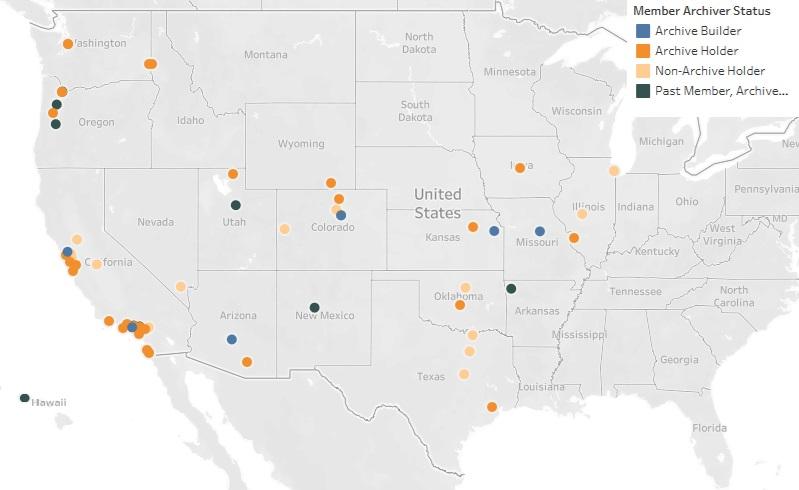 Member Archiver Status
Archive Builder
Archive Holder
Non-Archive Holder
Past Member, Archive...
Washington
Montana
North
Dakota
Minnesota
Oregon
Idaho
South
Dakota
Wisconsin
Michigan
Wyoming
Iowa
Nevada
Utah
Colorado
United
States
Kansas
Missouri
Illinois
Indiana
Ohio
Pennsylvania
West
Virginia
MD
Kentucky
California
Arizona
New Mexico
Oklahoma
Arkansas
Tennessee
North
Carolina
Texas
Louisiana
Mississippi
Georgia
Florida
Hawaii